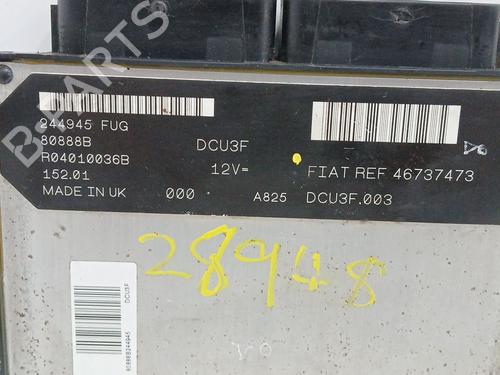 244945 FUG
80888B
DCU3F
R04010036B
12V=
FIAT REF 46737473
152.01
MADE IN UK
000
A825
DCU3F.003
28948
80888B244945
DCU3F
B-PARTS